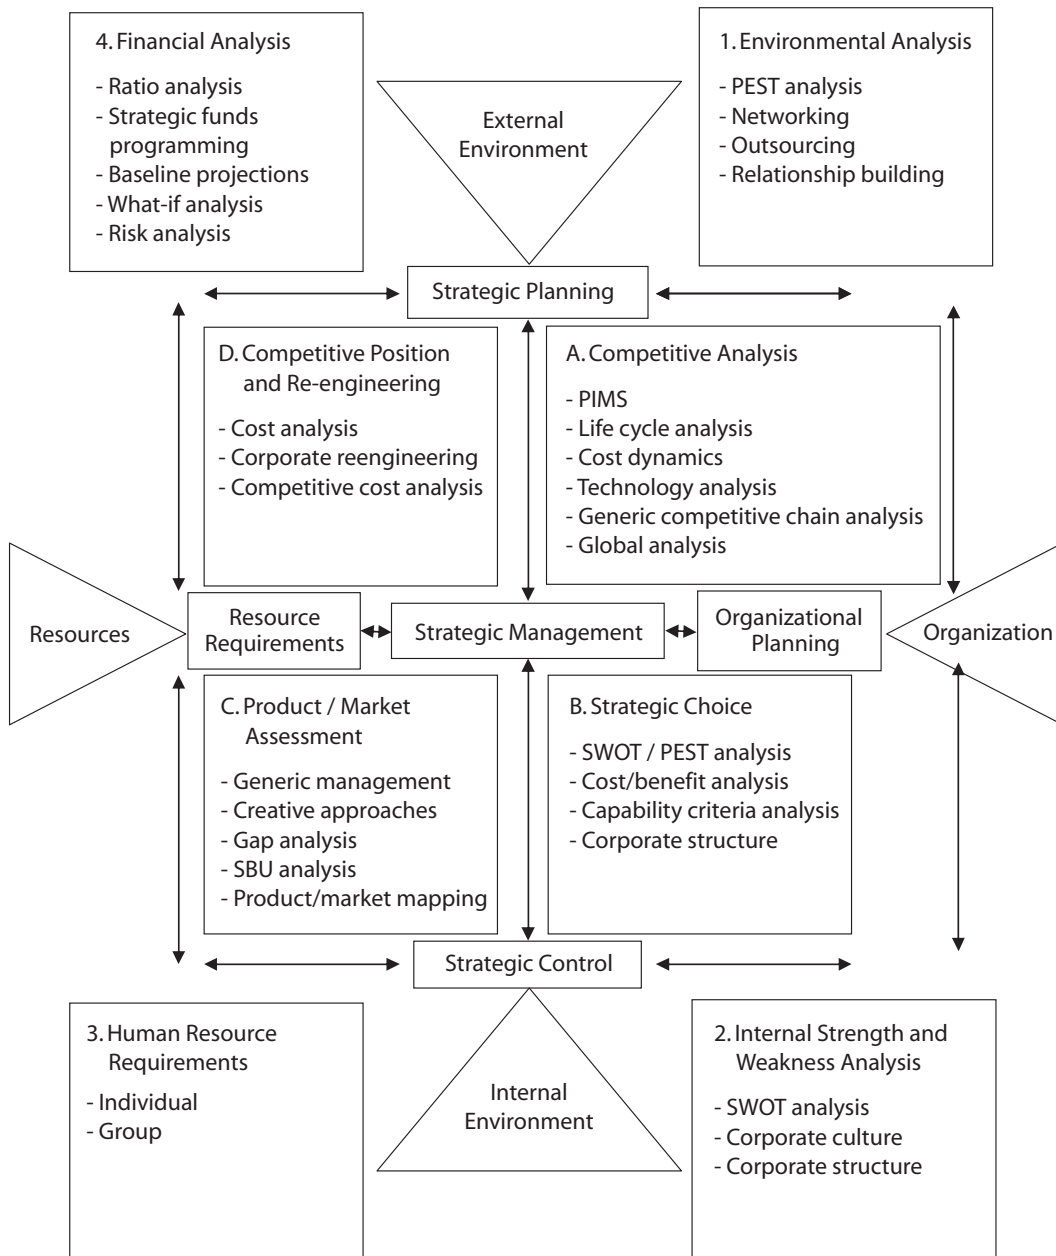 4. Financial Analysis
- Ratio analysis
- Strategic funds
programming
- Baseline projections
- What-if analysis
- Risk analysis
External
Environment
1. Environmental Analysis
- PEST analysis
- Networking
- Outsourcing
- Relationship building
Strategic Planning
D. Competitive Position
and Re-engineering
- Cost analysis
- Corporate reengineering
- Competitive cost analysis
A. Competitive Analysis
- PIMS
- Life cycle analysis
- Cost dynamics
- Technology analysis
- Generic competitive chain analysis
- Global analysis
Resources
Resource
Requirements
Strategic Management
Organizational
Planning
Organization
C. Product / Market
Assessment
- Generic management
- Creative approaches
- Gap analysis
- SBU analysis
- Product/market mapping
B. Strategic Choice
- SWOT / PEST analysis
- Cost/benefit analysis
- Capability criteria analysis
- Corporate structure
Strategic Control
3. Human Resource
Requirements
- Individual
- Group
Internal
Environment
2. Internal Strength and
Weakness Analysis
- SWOT analysis
- Corporate culture
- Corporate structure